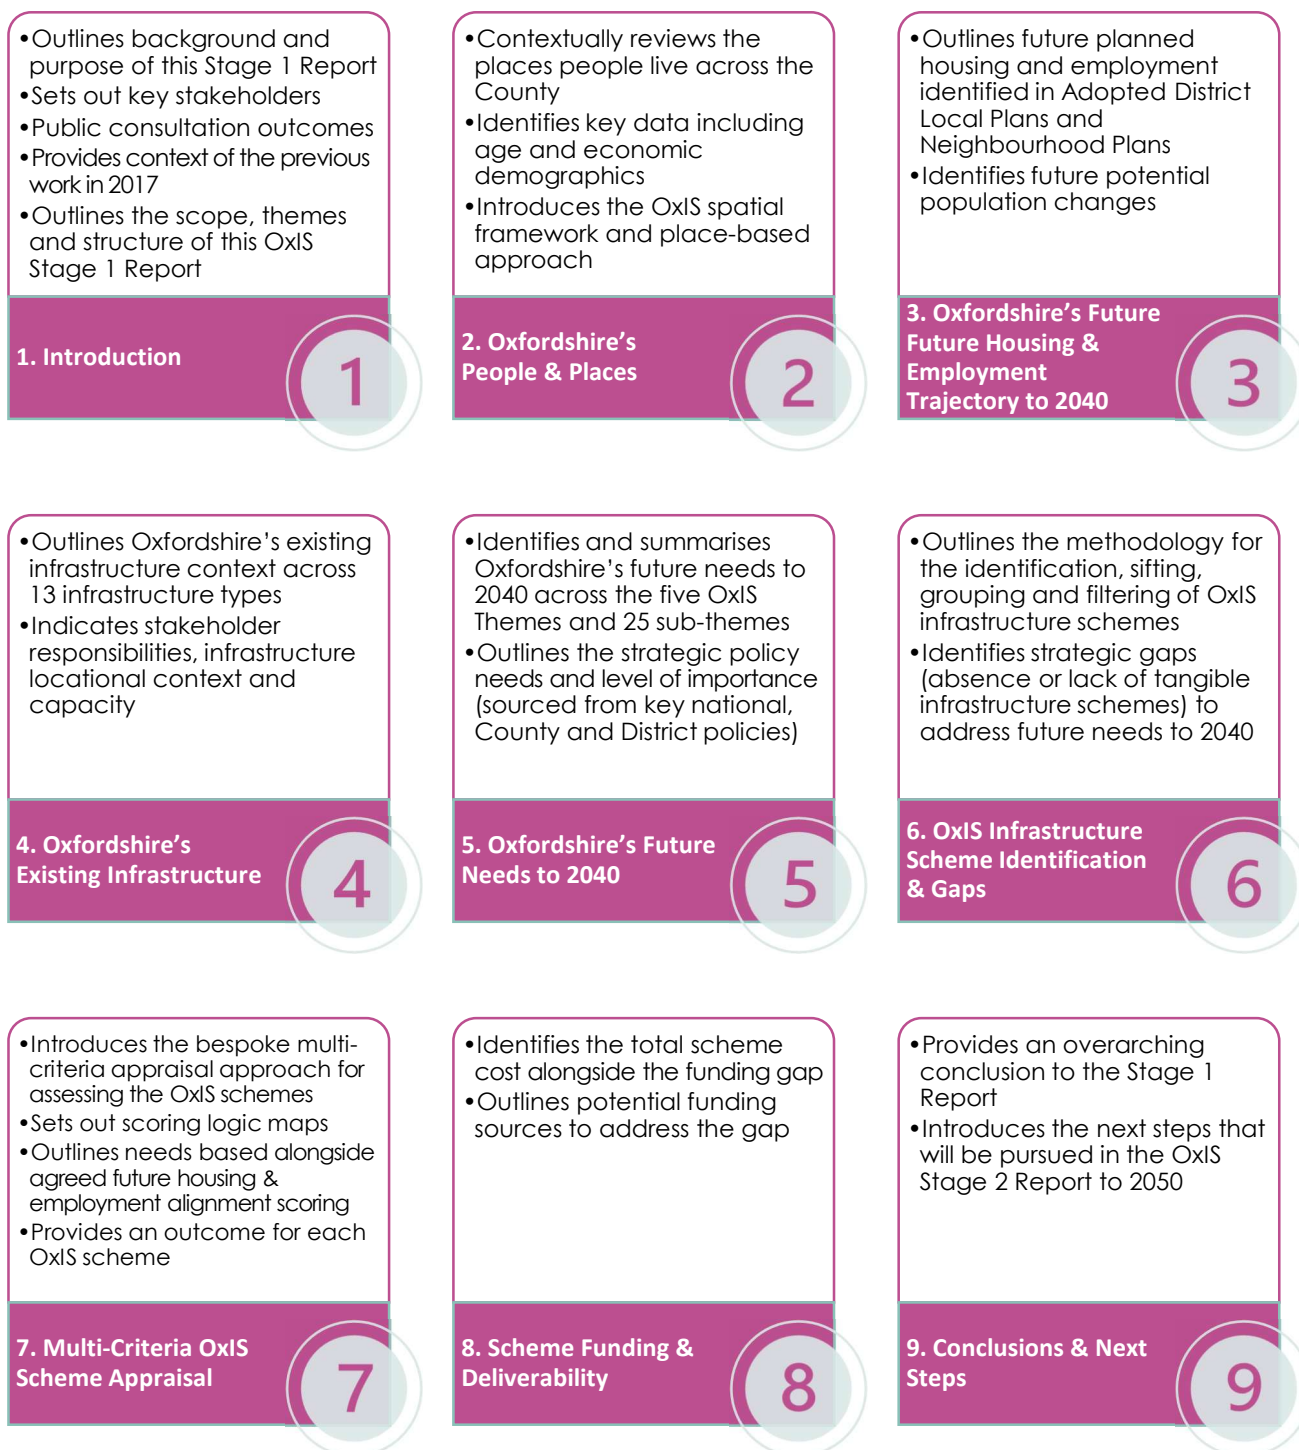 •Outlines background and
purpose of this Stage 1 Report
•Sets out key stakeholders
•Public consultation outcomes
•Provides context of the previous
work in 2017
•Outlines the scope, themes
and structure of this OxIS
Stage 1 Report
1. Introduction
1
•Contextually reviews the
places people live across the
County
•Identifies key data including
age and economic
demographics
•Introduces the OxIS spatial
framework and place-based
approach
2. Oxfordshire’s
People & Places
2
•Outlines future planned
housing and employment
identified in Adopted District
Local Plans and
Neighbourhood Plans
•Identifies future potential
population changes
3. Oxfordshire’s Future
Future Housing &
Employment
Trajectory to 2040
3
•Outlines Oxfordshire’s existing
infrastructure context across
13 infrastructure types
•Indicates stakeholder
responsibilities, infrastructure
locational context and
capacity
4. Oxfordshire’s
Existing Infrastructure
4
•Identifies and summarises
Oxfordshire’s future needs to
2040 across the five OxIS
Themes and 25 sub-themes
•Outlines the strategic policy
needs and level of importance
(sourced from key national,
County and District policies)
5. Oxfordshire’s Future
Needs to 2040
5
•Outlines the methodology for
the identification, sifting,
grouping and filtering of OxIS
infrastructure schemes
•Identifies strategic gaps
(absence or lack of tangible
infrastructure schemes) to
address future needs to 2040
6. OxIS Infrastructure
Scheme Identification
& Gaps
6
•Introduces the bespoke multi-
criteria appraisal approach for
assessing the OxIS schemes
•Sets out scoring logic maps
•Outlines needs based alongside
agreed future housing &
employment alignment scoring
•Provides an outcome for each
OxIS scheme
7. Multi-Criteria OxIS
Scheme Appraisal
7
•Identifies the total scheme
cost alongside the funding gap
•Outlines potential funding
sources to address the gap
8. Scheme Funding &
Deliverability
8
•Provides an overarching
conclusion to the Stage 1
Report
•Introduces the next steps that
will be pursued in the OxIS
Stage 2 Report to 2050
9. Conclusions & Next
Steps
9